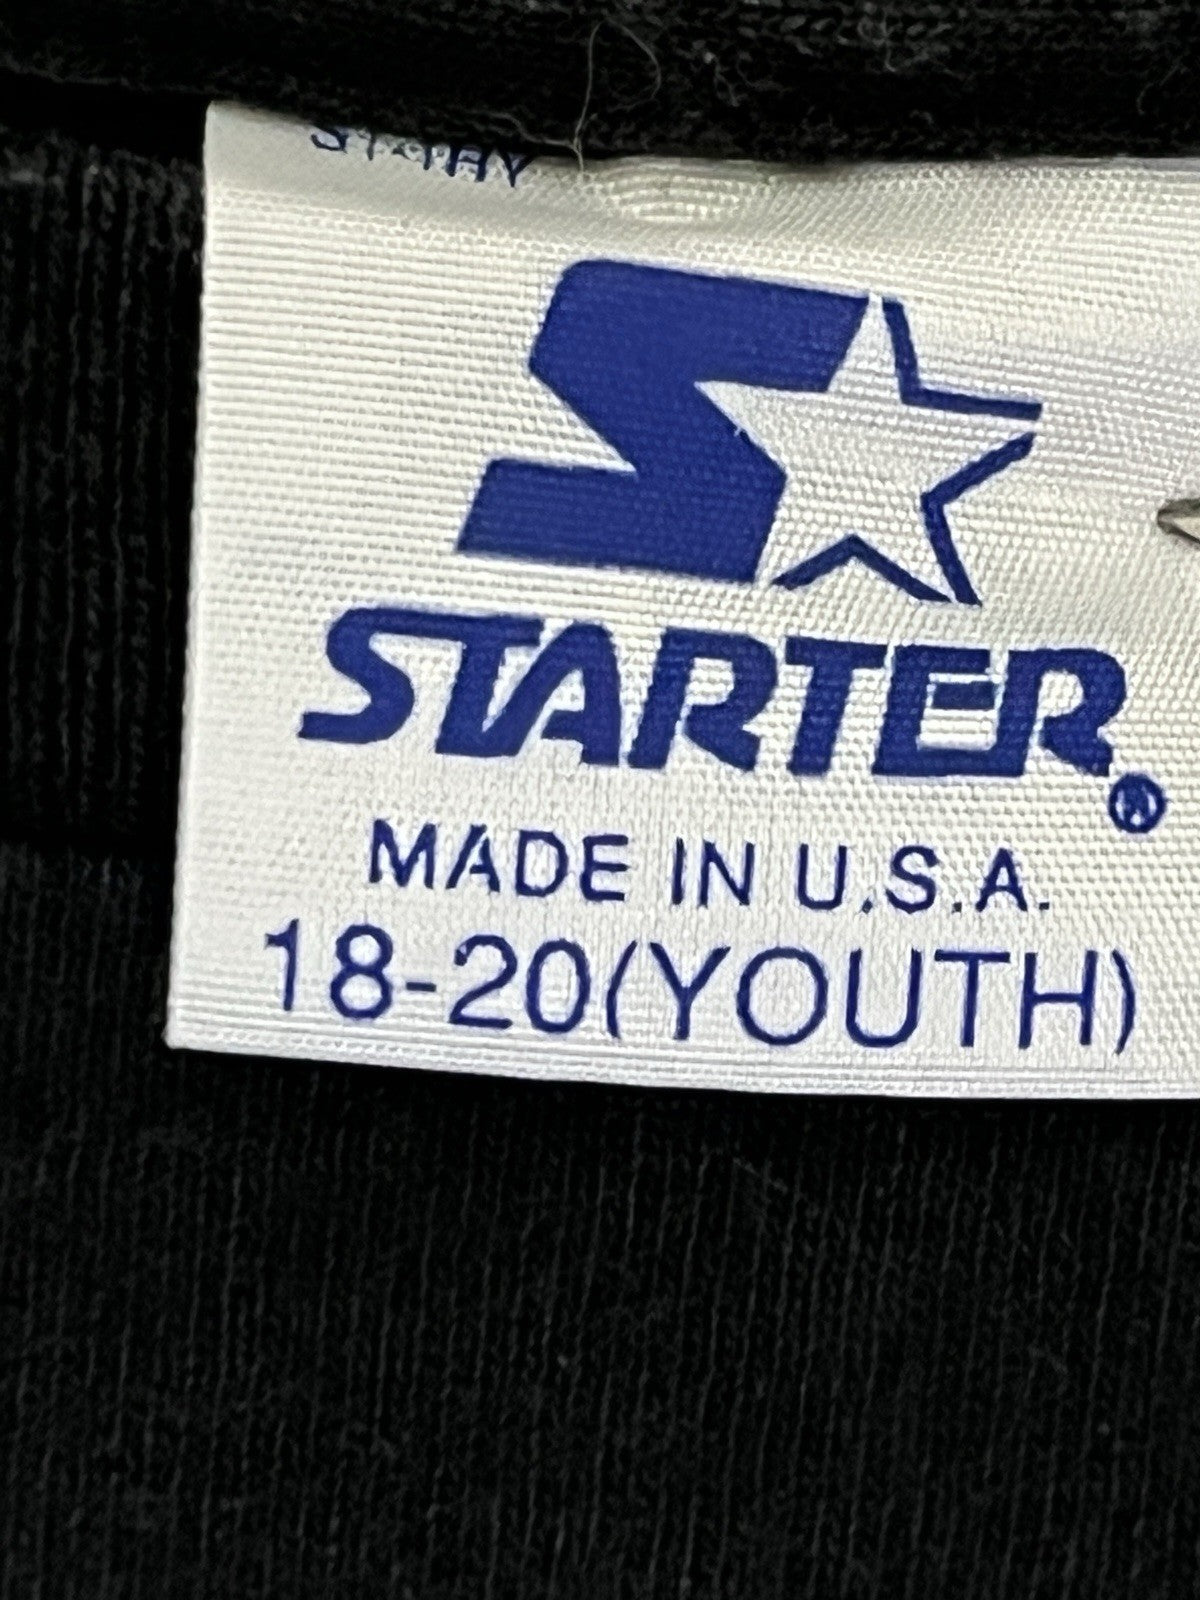 STARTER®
MADE IN U.S.A.
18-20(YOUTH)